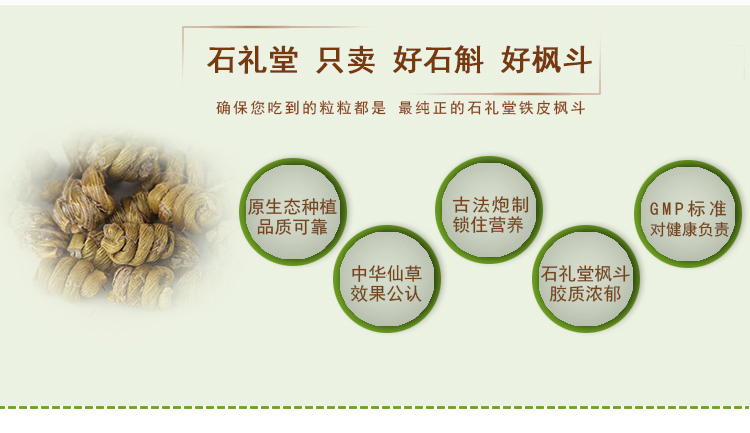 石礼堂 只卖 好石斛 好枫斗
确保您吃到的粒粒都是 最纯正的石礼堂铁皮枫斗
原生态种植
品质可靠
中华仙草
效果公认
古法炮制
锁住营养
石礼堂枫斗
胶质浓郁
GMP标准
对健康负责